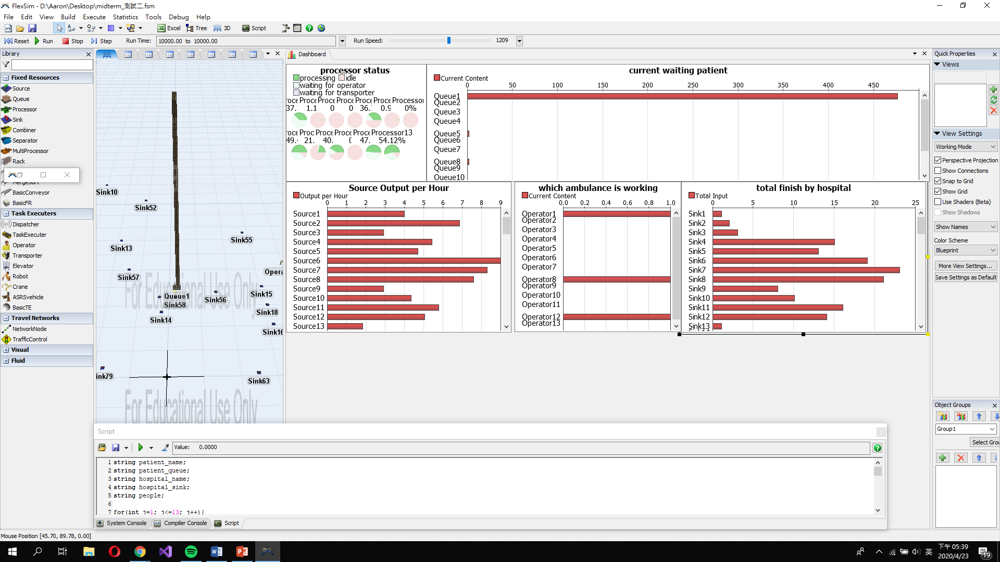 FlexSim - D:\Aaron\Desktop\midterm_測試二.fsm
File Edit View Build Execute Statistics Tools Debug Help
Excel Tree 3D Script
Reset Run Stop Step Run Time: 10000.00 to 10000.00 Run Speed: 1209
Library
Fixed Resources
Source
Queue
Processor
Sink
Combiner
Separator
MultiProcessor
Rack
MergeSort
BasicConveyor
BasicFR
Task Executers
Dispatcher
TaskExecuter
Operator
Transporter
Elevator
Robot
Crane
ASRSvehicle
BasicTE
Travel Networks
NetworkNode
TrafficControl
Visual
Fluid
Sink10
Sink52
Sink55
Sink13
Opera
Sink57
Queue1
Sink58
Sink56
Sink15
Sink14
Sink18
Sink16
ink79
Sink63
For Educational Use Only
For Educational Use Only
Dashboard
processor status
processing idle
waiting for operator
waiting for transporter
roce Proce Proce Proce Proce Proce Processor
37. 1.1 0 0 36. 0.9 0%
roce Proc Proce Proce Proce Processor13
49. 21. 40. 0 47. 54.12%
current waiting patient
Current Content
0 50 100 150 200 250 300 350 400 450
Queue1
Queue2
Queue3
Queue4
Queue5
Queue6
Queue7
Queue8
Queue9
Queue10
Source Output per Hour
Output per Hour
0 1 2 3 4 5 6 7 8 9
Source1
Source2
Source3
Source4
Source5
Source6
Source7
Source8
Source9
Source10
Source11
Source12
Source13
which ambulance is working
Current Content
0.0 0.2 0.4 0.6 0.8 1.0
Operator1
Operator2
Operator3
Operator4
Operator5
Operator6
Operator7
Operator8
Operator9
Operator10
Operator11
Operator12
Operator13
total finish by hospital
Total Input
0 5 10 15 20 25
Sink1
Sink2
Sink3
Sink4
Sink5
Sink6
Sink7
Sink8
Sink9
Sink10
Sink11
Sink12
Sink13
Quick Properties
Views
View Settings
Working Mode
Perspective Projection
Show Connections
Snap to Grid
Show Grid
Use Shaders (Beta)
Show Shadows
Show Names
Color Scheme
Blueprint
More View Settings...
Save Settings as Default
Object Groups
Group1
Select Grou
Script
Value: 0.0000
1 string patient_name;
2 string patient_queue;
3 string hospital_name;
4 string hospital_sink;
5 string people;
6
7 for(int j=1; j<=13; j++){
System Console Compiler Console Script
Mouse Position [45.70, 89.78, 0.00]
英
下午 05:39
2020/4/23
19